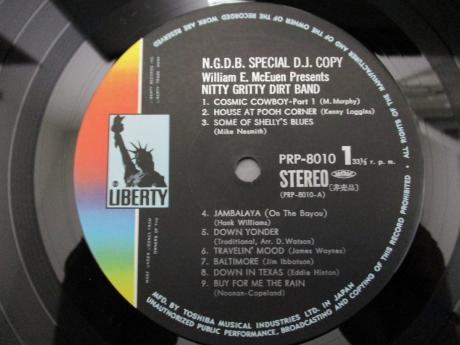 N.G.D.B. SPECIAL D.J. COPY
William E. McEuen Presents
NITTY GRITTY DIRT BAND
1. COSMIC COWBOY-Part 1 (M. Murphy)
2. HOUSE AT POOH CORNER (Kenny Loggins)
3. SOME OF SHELLY'S BLUES
(Mike Nesmith)
PRP-8010 1 33⅓ r. p. m.
STEREO
(PRP-8010-A)
[非売品]
LIBERTY
4. JAMBALAYA (On The Bayou)
(Hank Williams)
5. DOWN YONDER
(Traditional, Arr. D. Watson)
6. TRAVELIN' MOOD (James Waynes)
7. BALTIMORE (Jim Ibbotson)
8. DOWN IN TEXAS (Eddie Hinton)
9. BUY FOR ME THE RAIN
(Noonan-Copeland)
MFD. BY TOSHIBA MUSICAL INDUSTRIES LTD. IN JAPAN
ALL RIGHTS OF THE MANUFACTURER AND OF THE OWNER OF THE RECORDED WORK ARE RESERVED
UNAUTHORIZED PUBLIC PERFORMANCE, BROADCASTING AND COPYING OF THIS RECORD PROHIBITED